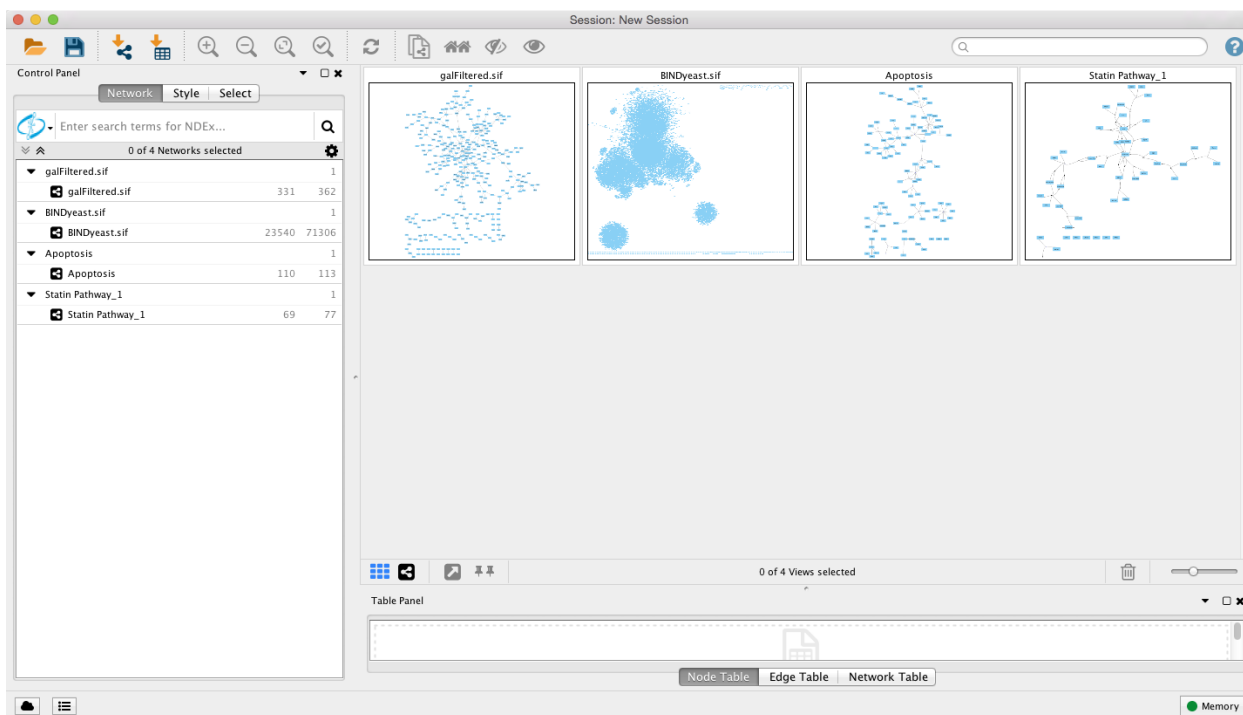 Session: New Session
Control Panel
Network Style Select
Enter search terms for NDEx...
0 of 4 Networks selected
galFiltered.sif 1
galFiltered.sif 331 362
BINDyeast.sif 1
BINDyeast.sif 23540 71306
Apoptosis 1
Apoptosis 110 113
Statin Pathway_1 1
Statin Pathway_1 69 77
galFiltered.sif BINDyeast.sif Apoptosis Statin Pathway_1
0 of 4 Views selected
Table Panel
Node Table Edge Table Network Table
Memory